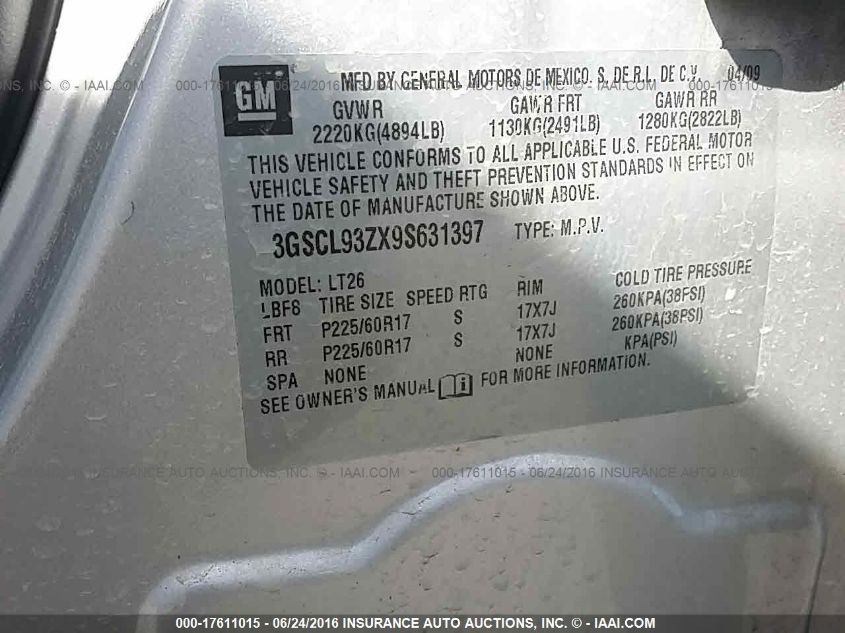 GM
MFD BY GENERAL MOTORS DE MEXICO. S. DE R.L. DE C.V. 04/09
GVWR GAWR FRT GAWR RR
2220KG(4894LB) 1130KG(2491LB) 1280KG(2822LB)
THIS VEHICLE CONFORMS TO ALL APPLICABLE U.S. FEDERAL MOTOR
VEHICLE SAFETY AND THEFT PREVENTION STANDARDS IN EFFECT ON
THE DATE OF MANUFACTURE SHOWN ABOVE.
3GSCL93ZX9S631397 TYPE: M.P.V.
MODEL: LT26
LBF8 TIRE SIZE SPEED RTG RIM COLD TIRE PRESSURE
FRT P225/60R17 S 17X7J 260KPA(38PSI)
RR P225/60R17 S 17X7J 260KPA(38PSI)
SPA NONE NONE KPA(PSI)
SEE OWNER'S MANUAL i FOR MORE INFORMATION.
000-17611015 - 06/24/2016 INSURANCE AUTO AUCTIONS, INC. © - IAAI.COM